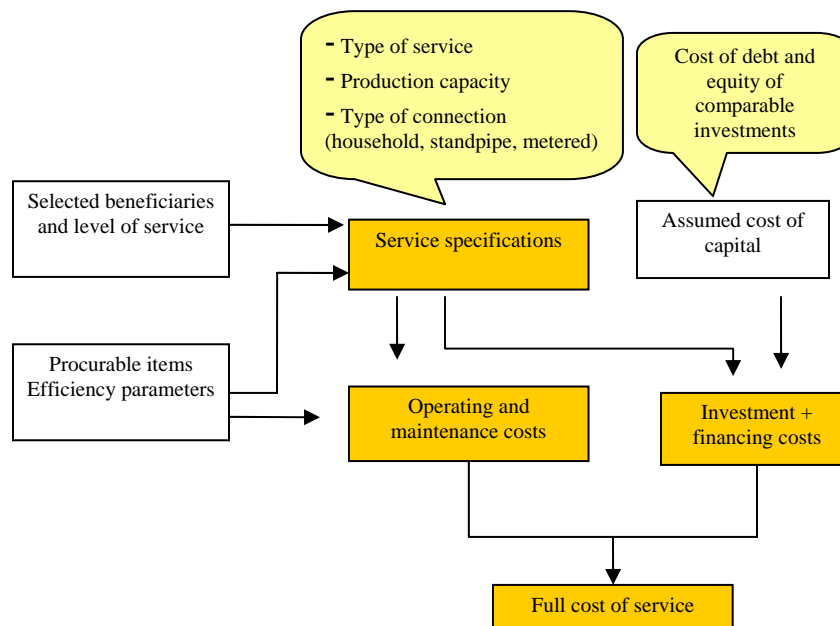 - Type of service
- Production capacity
- Type of connection
(household, standpipe, metered)
Cost of debt and
equity of
comparable
investments
Selected beneficiaries
and level of service
Service specifications
Assumed cost of
capital
Procurable items
Efficiency parameters
Operating and
maintenance costs
Investment +
financing costs
Full cost of service